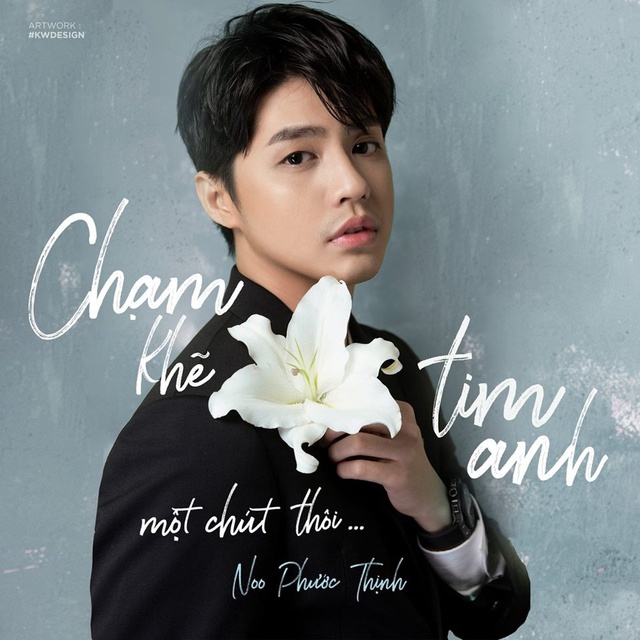 ARTWORK :
#KWDESIGN
Chạm
khẽ
tim
anh
một chút thôi...
Noo Phước Thịnh